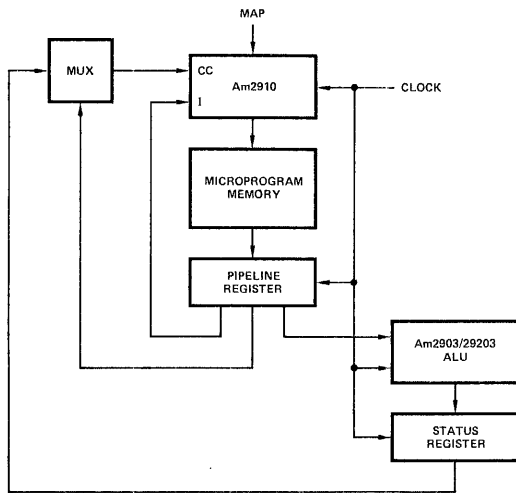 MAP
MUX
CC
Am2910
I
CLOCK
MICROPROGRAM
MEMORY
PIPELINE
REGISTER
Am2903/29203
ALU
STATUS
REGISTER